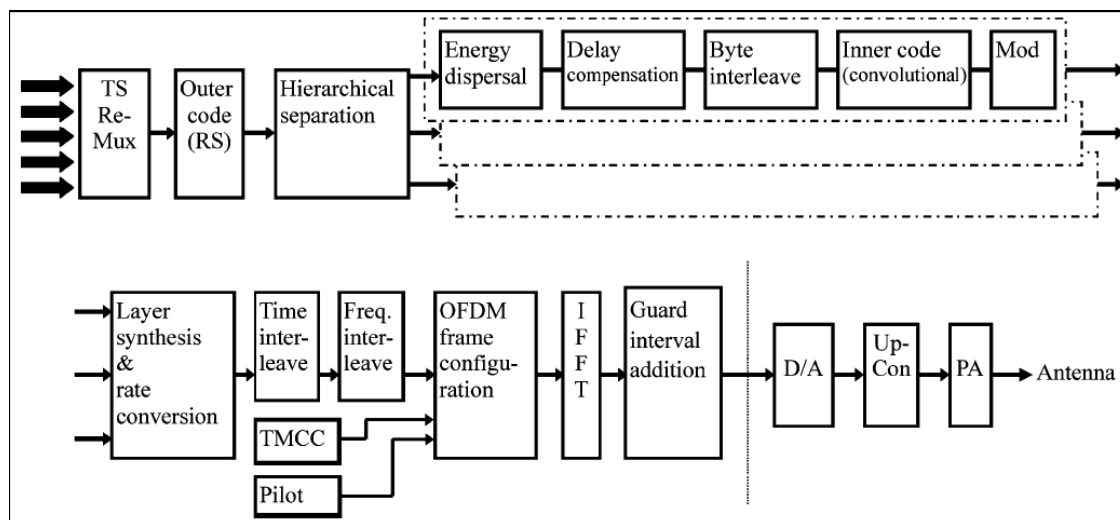 TS
Re-
Mux
Outer
code
(RS)
Hierarchical
separation
Energy
dispersal
Delay
compensation
Byte
interleave
Inner code
(convolutional)
Mod
Layer
synthesis
&
rate
conversion
Time
inter-
leave
Freq.
inter-
leave
TMCC
Pilot
OFDM
frame
configu-
ration
I
F
F
T
Guard
interval
addition
D/A
Up-
Con
PA
Antenna